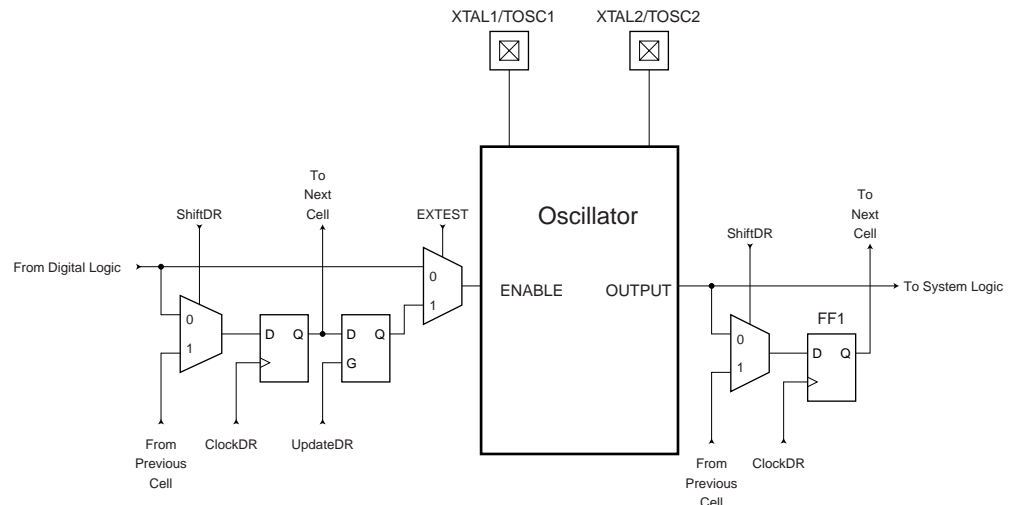 XTAL1/TOSC1
XTAL2/TOSC2
To
Next
Cell
ShiftDR
EXTEST
From Digital Logic
0
1
0
1
D Q
D Q
G
From
Previous
Cell
ClockDR
UpdateDR
Oscillator
ENABLE
OUTPUT
To
Next
Cell
ShiftDR
To System Logic
FF1
0
1
D Q
From
Previous
Cell
ClockDR